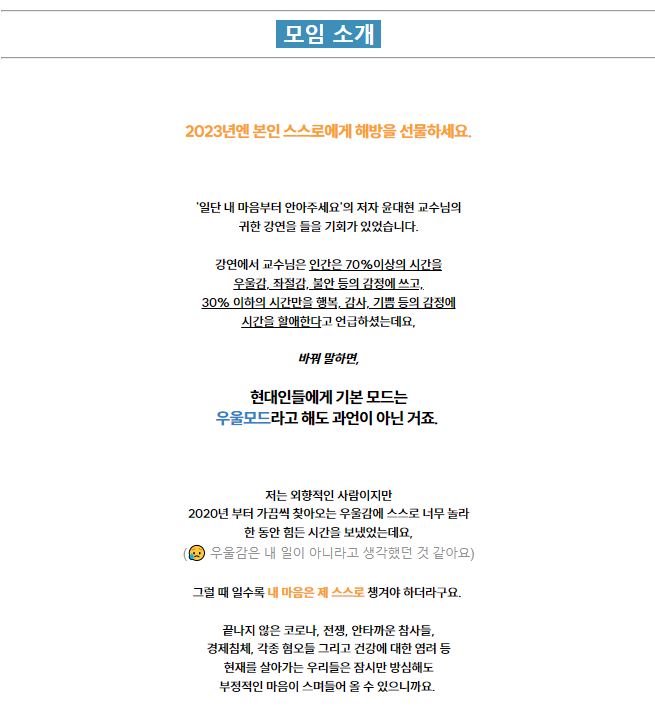 모임 소개
2023년엔 본인 스스로에게 해방을 선물하세요.
'일단 내 마음부터 안아주세요'의 저자 윤대현 교수님의
귀한 강연을 들을 기회가 있었습니다.
강연에서 교수님은 인간은 70%이상의 시간을
우울감, 좌절감, 불안 등의 감정에 쓰고,
30% 이하의 시간만을 행복, 감사, 기쁨 등의 감정에
시간을 할애한다고 언급하셨는데요,
바꿔 말하면,
현대인들에게 기본 모드는
우울모드라고 해도 과언이 아닌 거죠.
저는 외향적인 사람이지만
2020년 부터 가끔씩 찾아오는 우울감에 스스로 너무 놀라
한 동안 힘든 시간을 보냈었는데요,
(😥 우울감은 내 일이 아니라고 생각했던 것 같아요)
그럴 때 일수록 내 마음은 제 스스로 챙겨야 하더라구요.
끝나지 않은 코로나, 전쟁, 안타까운 참사들,
경제침체, 각종 혐오들 그리고 건강에 대한 염려 등
현재를 살아가는 우리들은 잠시만 방심해도
부정적인 마음이 스며들어 올 수 있으니까요.